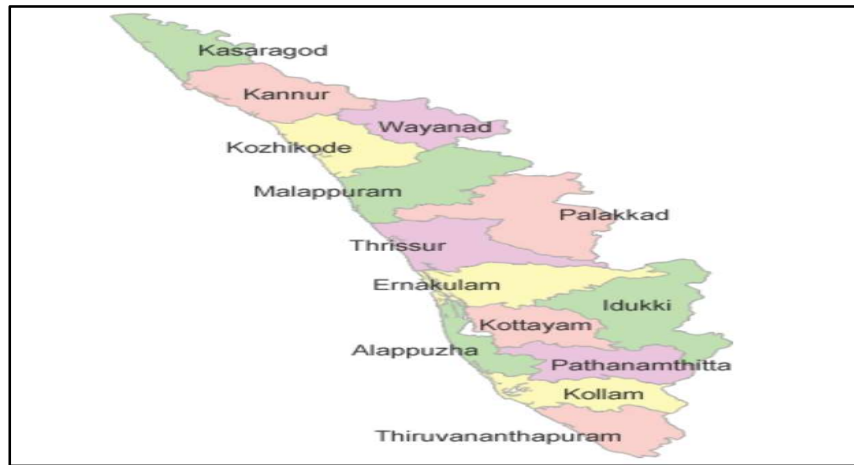 Kasaragod
Kannur
Wayanad
Kozhikode
Malappuram
Palakkad
Thrissur
Ernakulam
Idukki
Kottayam
Alappuzha
Pathanamthitta
Kollam
Thiruvananthapuram